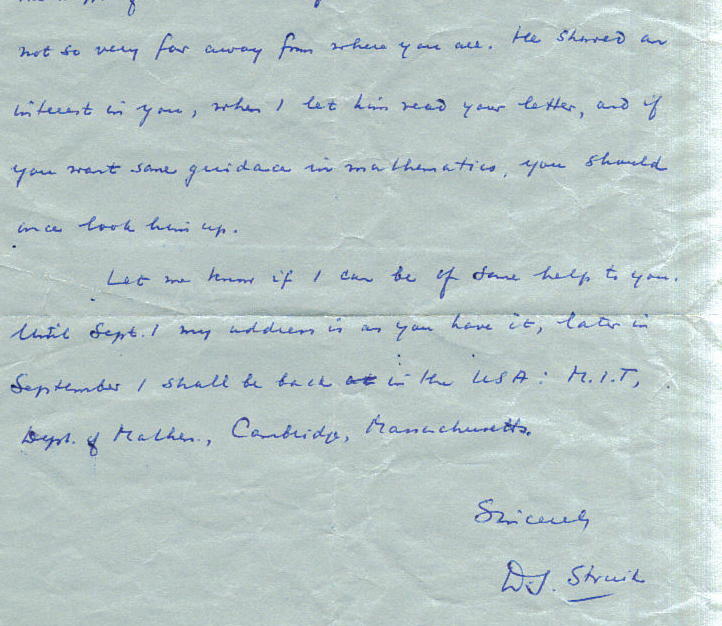 not so very far away from where you are. He showed an
interest in you, when I let him read your letter, and if
you want some guidance in mathematics, you should
once look him up.
Let me know if I can be of some help to you.
Until Sept. 1 my address is as you have it, later in
September I shall be back in the USA: M.I.T,
Dept. of Mathem., Cambridge, Massachusetts.
Sincerely
D.J. Struik